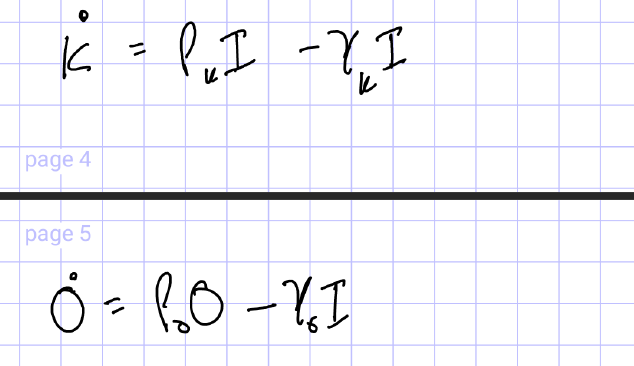 K̇ = ρ_k I − γ_k I
page 4
page 5
Ȯ = ρ_o O − γ_o I